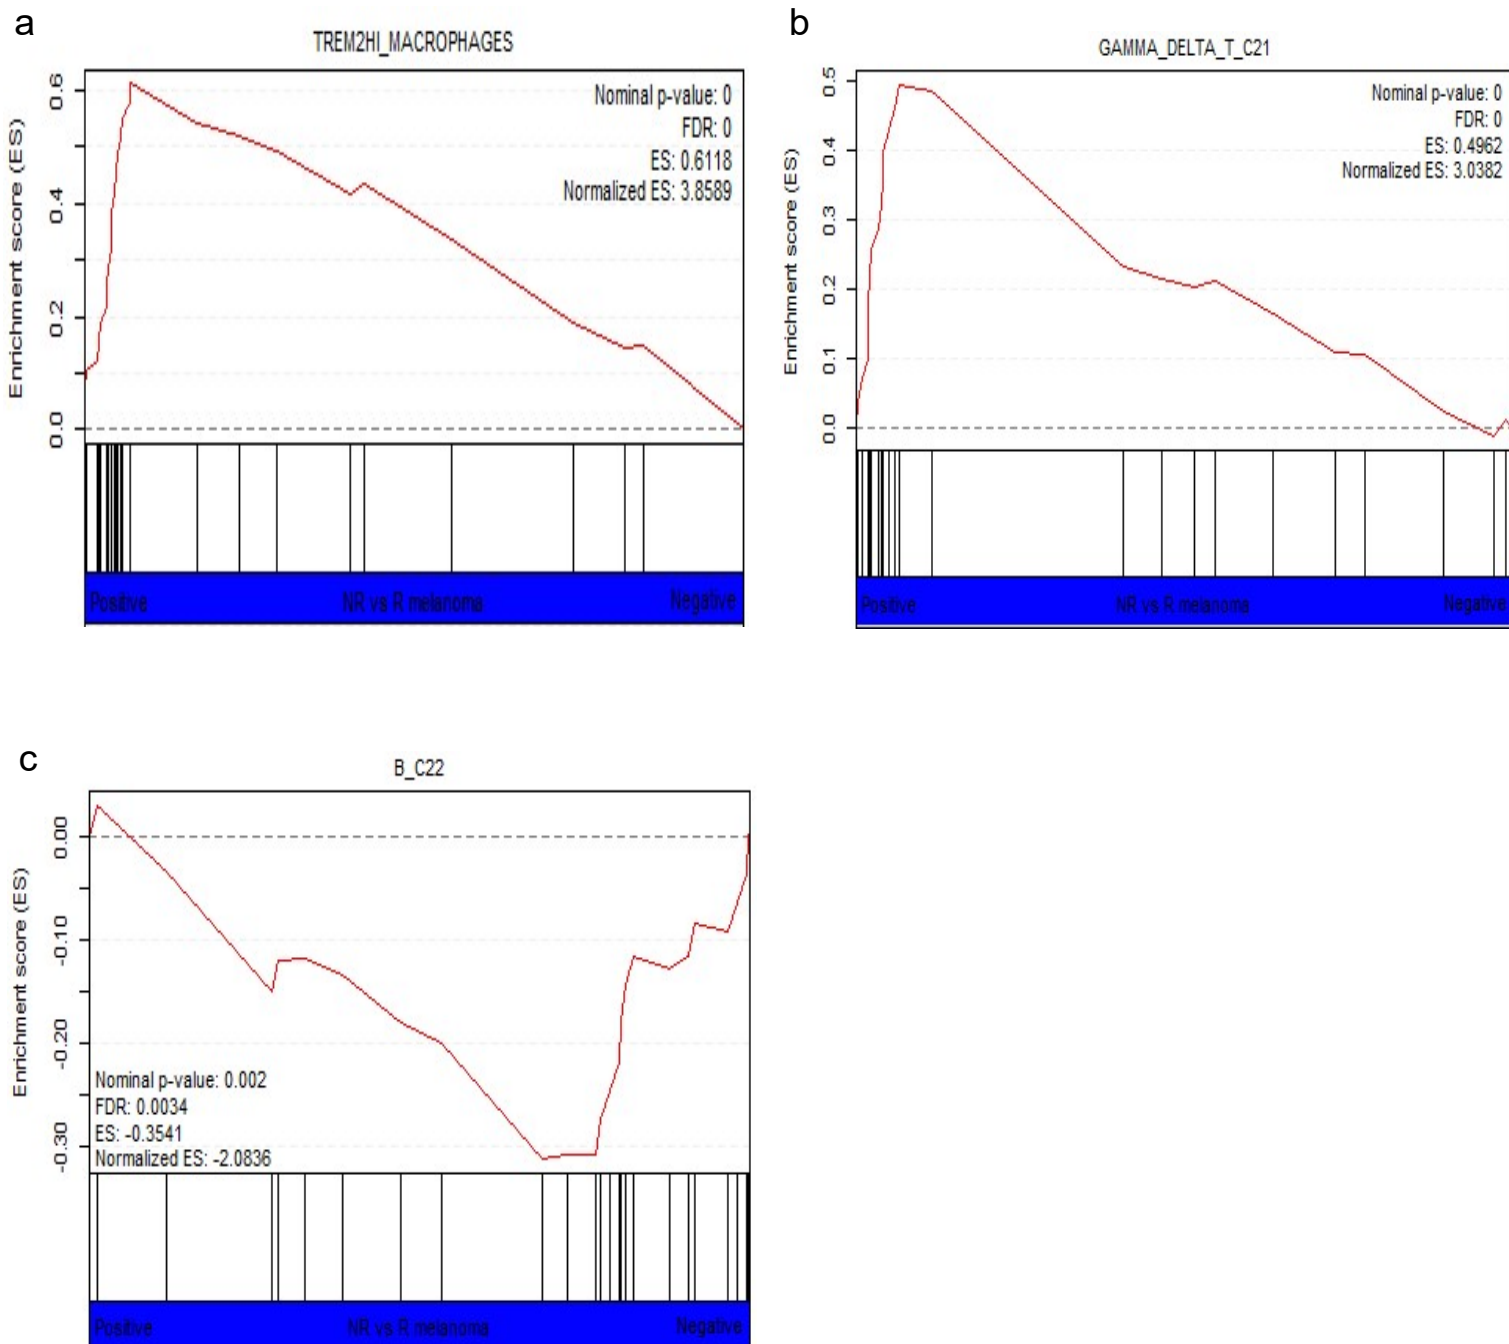 a
TREM2HI_MACROPHAGES
Enrichment score (ES)
0.6
0.4
0.2
0.0
Nominal p-value: 0
FDR: 0
ES: 0.6118
Normalized ES: 3.8589
Positive NR vs R melanoma Negative
b
GAMMA_DELTA_T_C21
Enrichment score (ES)
0.5
0.4
0.3
0.2
0.1
0.0
Nominal p-value: 0
FDR: 0
ES: 0.4962
Normalized ES: 3.0382
Positive NR vs R melanoma Negative
c
B_C22
Enrichment score (ES)
0.00
-0.10
-0.20
-0.30
Nominal p-value: 0.002
FDR: 0.0034
ES: -0.3541
Normalized ES: -2.0836
Positive NR vs R melanoma Negative